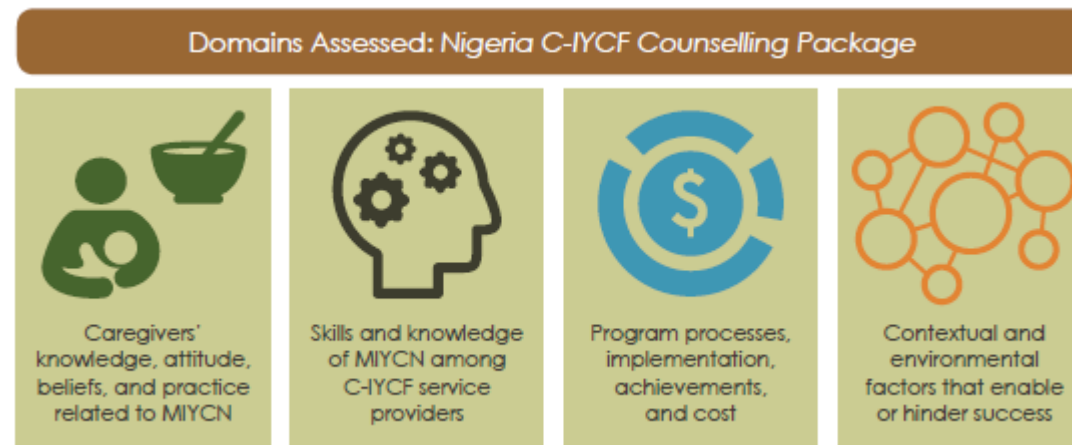 Domains Assessed: Nigeria C-IYCF Counselling Package
Caregivers'
knowledge, attitude,
beliefs, and practice
related to MIYCN
Skills and knowledge
of MIYCN among
C-IYCF service
providers
$
Program processes,
implementation,
achievements,
and cost
Contextual and
environmental
factors that enable
or hinder success